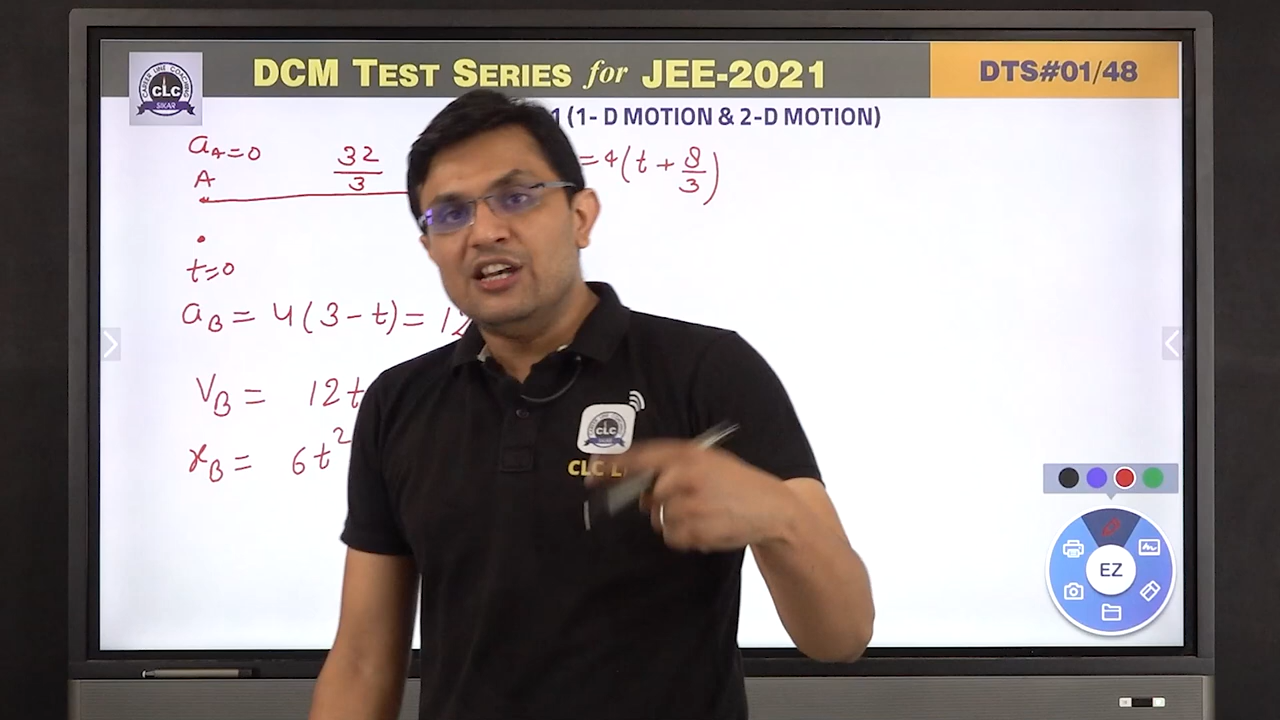 DCM TEST SERIES for JEE-2021
DTS#01/48
CAREER LINE COACHING
CLC
SIKAR
1 (1- D MOTION & 2-D MOTION)
a_A=0
32/3
=4(t+8/3)
A
t=0
a_B = 4(3-t)= 12
V_B = 12t
x_B = 6t²
CLC
CLC L
EZ